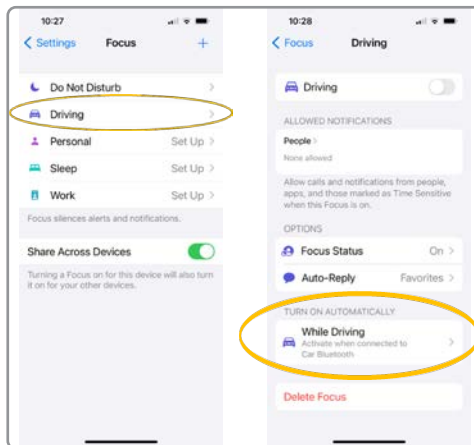 10:27
Settings Focus +
Do Not Disturb
Driving
Personal Set Up
Sleep Set Up
Work Set Up
Focus silences alerts and notifications.
Share Across Devices
Turning a Focus on for this device will also turn
it on for your other devices.
10:28
Focus Driving
Driving
ALLOWED NOTIFICATIONS
People
None allowed
Allow calls and notifications from people,
apps, and those marked as Time Sensitive
when this Focus is on.
OPTIONS
Focus Status On
Auto-Reply Favorites
TURN ON AUTOMATICALLY
While Driving
Activate when connected to
Car Bluetooth
Delete Focus